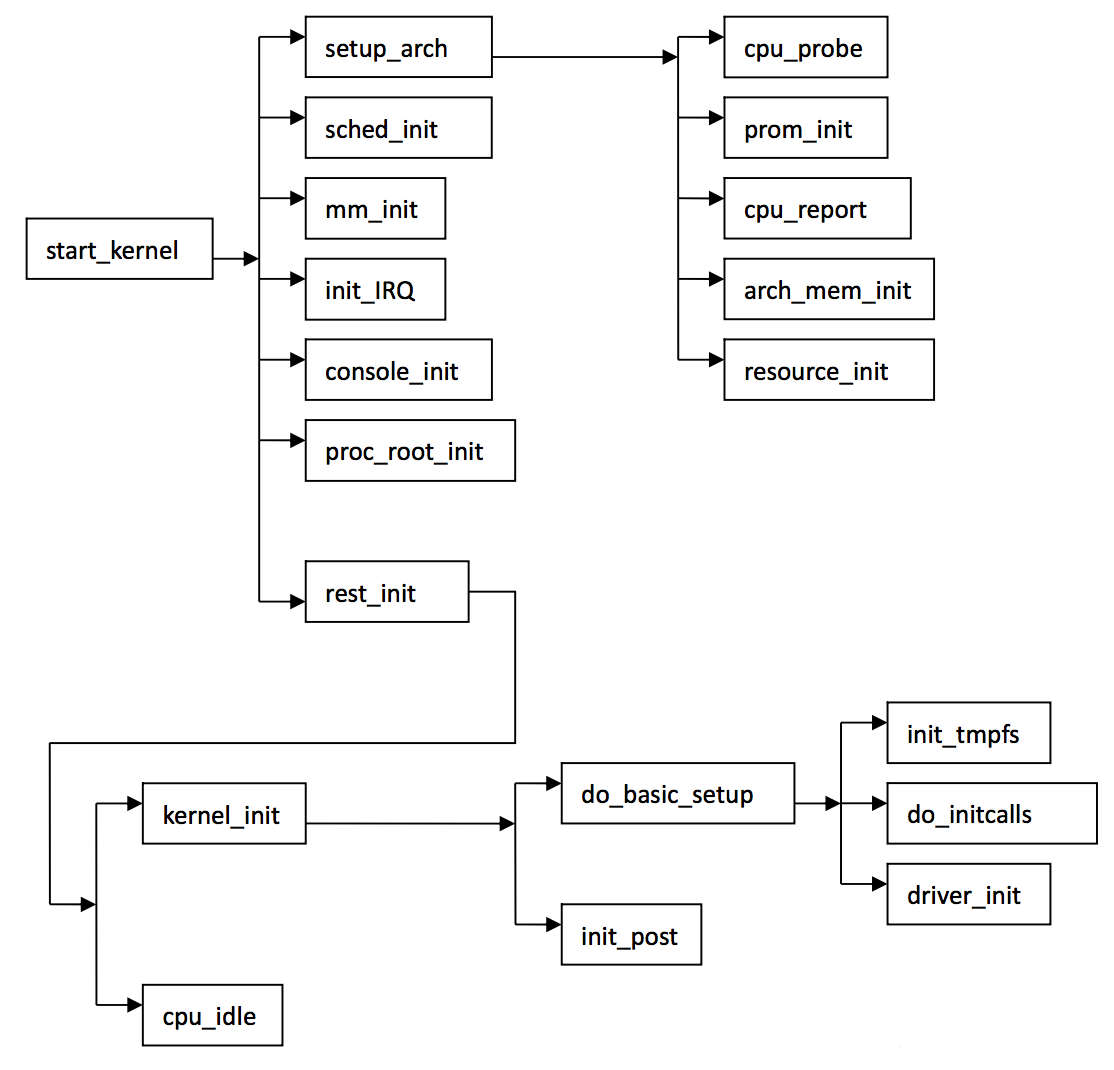 start_kernel
setup_arch
sched_init
mm_init
init_IRQ
console_init
proc_root_init
rest_init
cpu_probe
prom_init
cpu_report
arch_mem_init
resource_init
kernel_init
cpu_idle
do_basic_setup
init_post
init_tmpfs
do_initcalls
driver_init